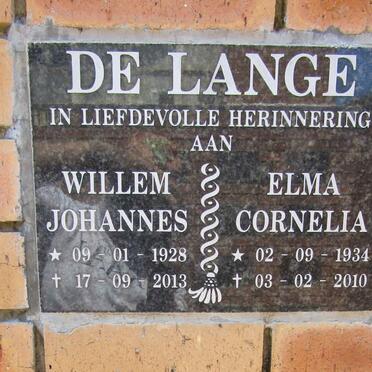 DE LANGE
IN LIEFDEVOLLE HERINNERING
AAN
WILLEM
JOHANNES
★ 09 - 01 - 1928
✝ 17 - 09 - 2013
ELMA
CORNELIA
★ 02 - 09 - 1934
✝ 03 - 02 - 2010